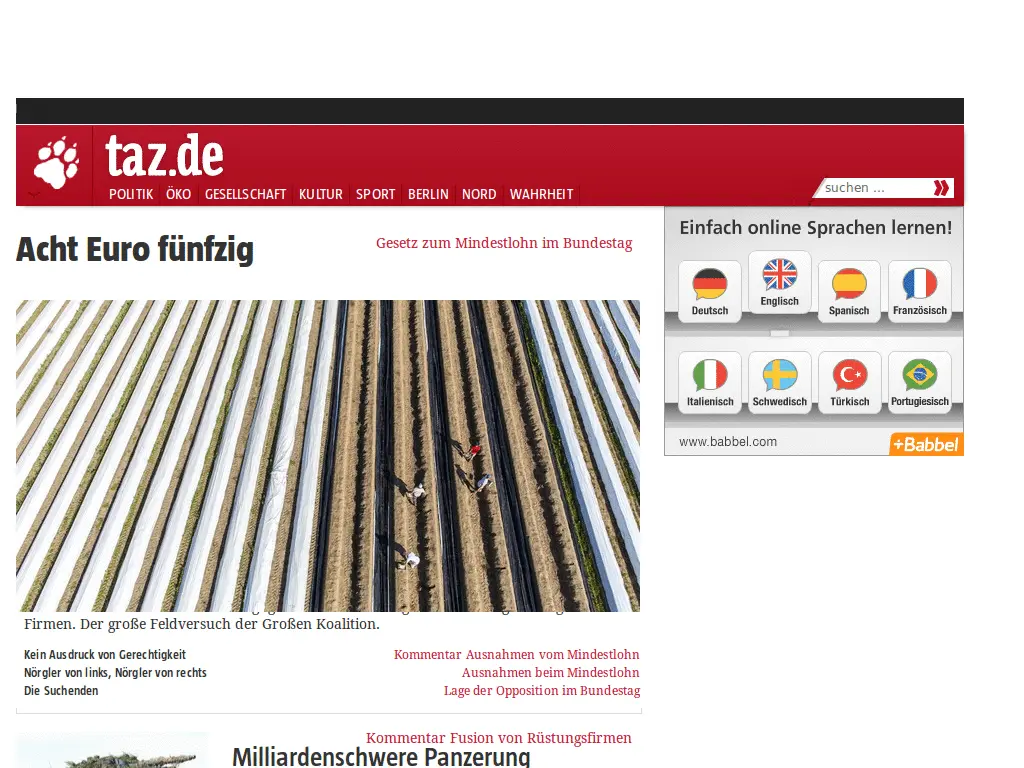 taz.de
POLITIK ÖKO GESELLSCHAFT KULTUR SPORT BERLIN NORD WAHRHEIT
suchen ...
Acht Euro fünfzig
Gesetz zum Mindestlohn im Bundestag
Firmen. Der große Feldversuch der Großen Koalition.
Kein Ausdruck von Gerechtigkeit Kommentar Ausnahmen vom Mindestlohn
Nörgler von links, Nörgler von rechts Ausnahmen beim Mindestlohn
Die Suchenden Lage der Opposition im Bundestag
Kommentar Fusion von Rüstungsfirmen
Milliardenschwere Panzerung
Einfach online Sprachen lernen!
Deutsch Englisch Spanisch Französisch
Italienisch Schwedisch Türkisch Portugiesisch
www.babbel.com +Babbel